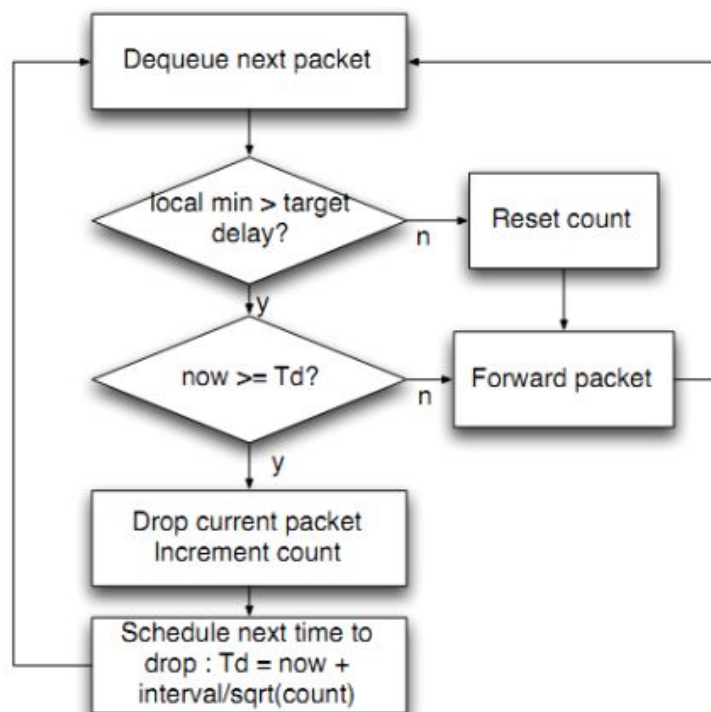 Dequeue next packet
local min > target
delay?
n
Reset count
y
now >= Td?
n
Forward packet
y
Drop current packet
Increment count
Schedule next time to
drop : Td = now +
interval/sqrt(count)